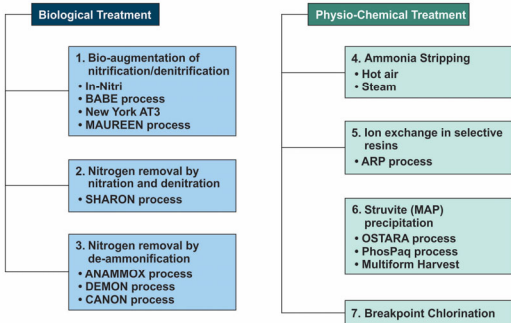 Biological Treatment
1. Bio-augmentation of
nitrification/denitrification
• In-Nitri
• BABE process
• New York AT3
• MAUREEN process
2. Nitrogen removal by
nitration and denitration
• SHARON process
3. Nitrogen removal by
de-ammonification
• ANAMMOX process
• DEMON process
• CANON process
Physio-Chemical Treatment
4. Ammonia Stripping
• Hot air
• Steam
5. Ion exchange in selective
resins
• ARP process
6. Struvite (MAP)
precipitation
• OSTARA process
• PhosPaq process
• Multiform Harvest
7. Breakpoint Chlorination